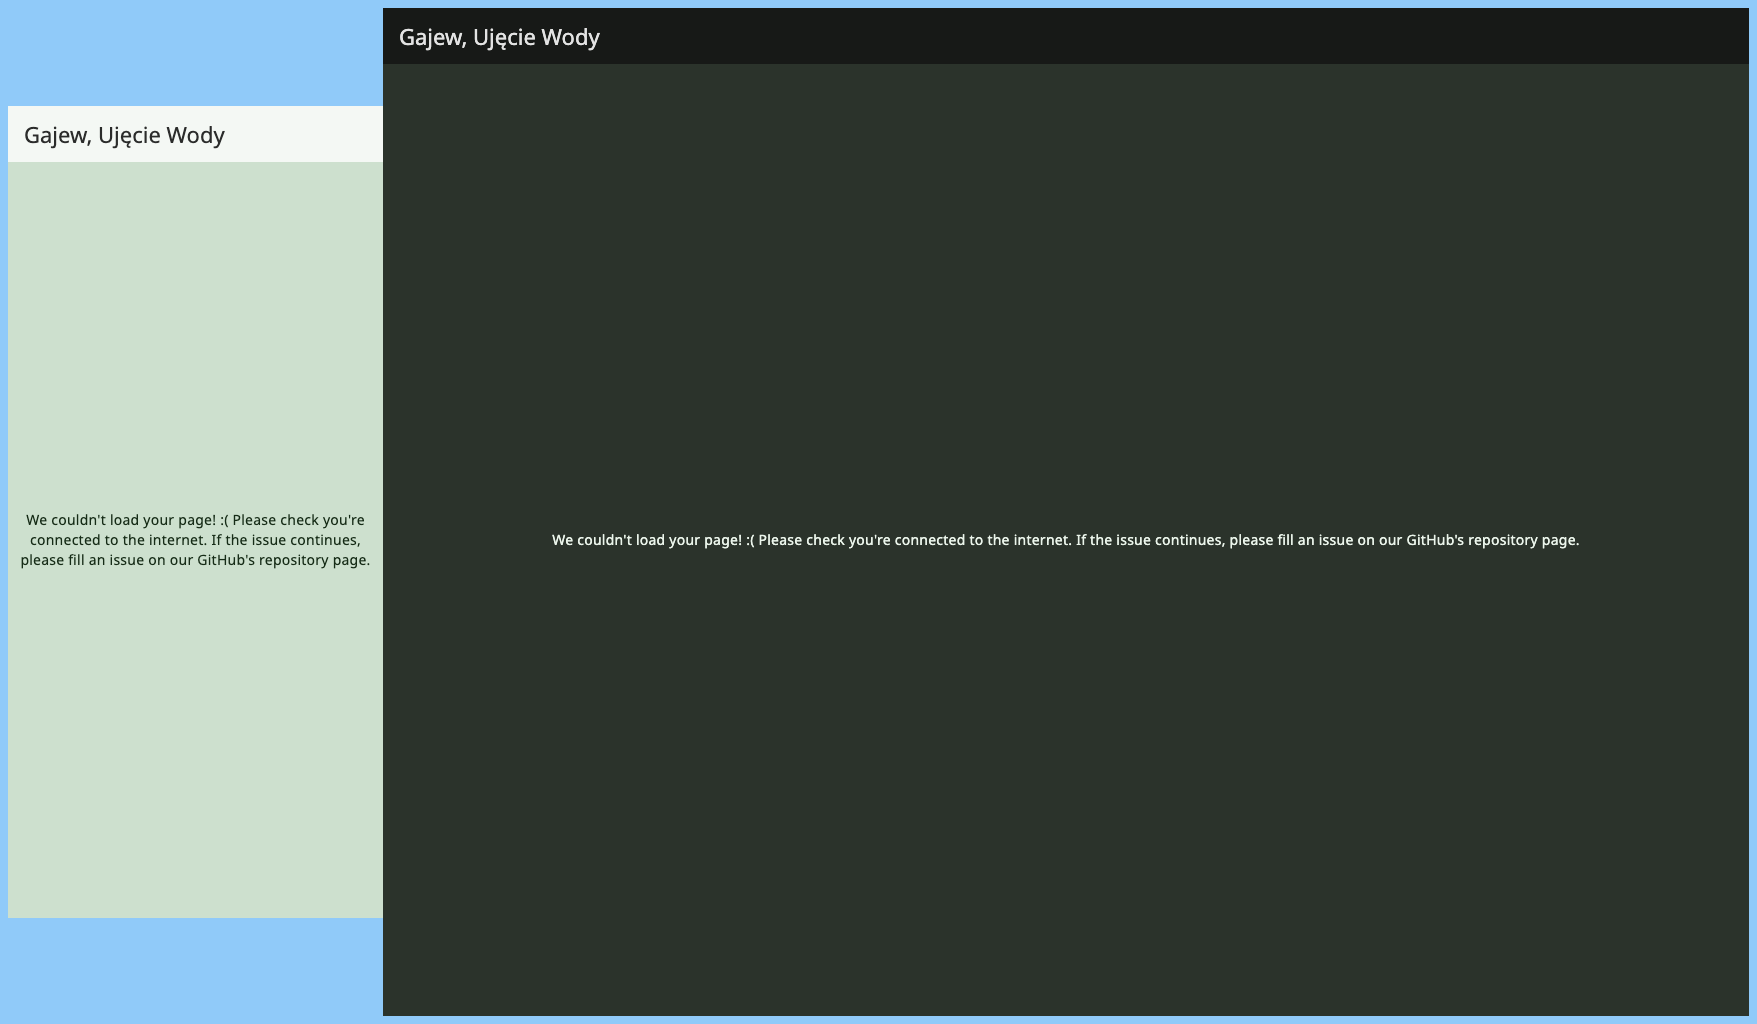 Gajew, Ujęcie Wody
We couldn't load your page! :( Please check you're
connected to the internet. If the issue continues,
please fill an issue on our GitHub's repository page.
Gajew, Ujęcie Wody
We couldn't load your page! :( Please check you're connected to the internet. If the issue continues, please fill an issue on our GitHub's repository page.